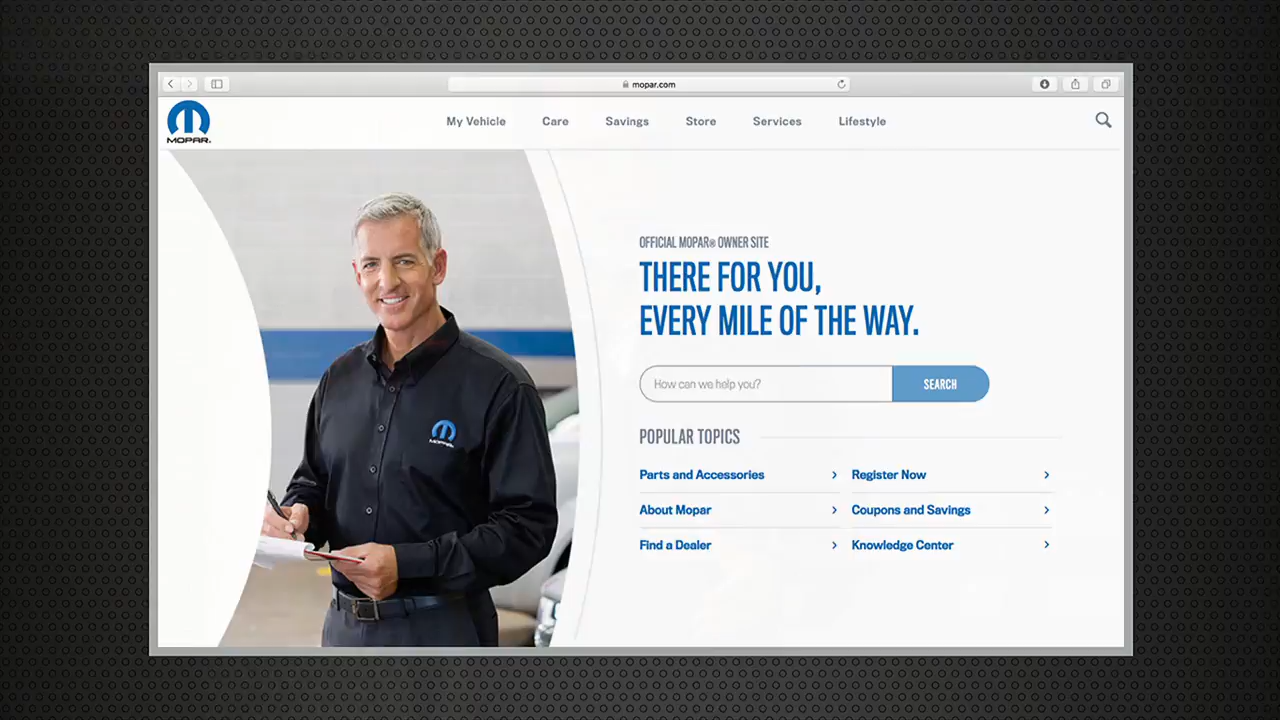 mopar.com
MOPAR.
My Vehicle
Care
Savings
Store
Services
Lifestyle
OFFICIAL MOPAR® OWNER SITE
THERE FOR YOU,
EVERY MILE OF THE WAY.
How can we help you?
SEARCH
MOPAR.
POPULAR TOPICS
Parts and Accessories
Register Now
About Mopar
Coupons and Savings
Find a Dealer
Knowledge Center